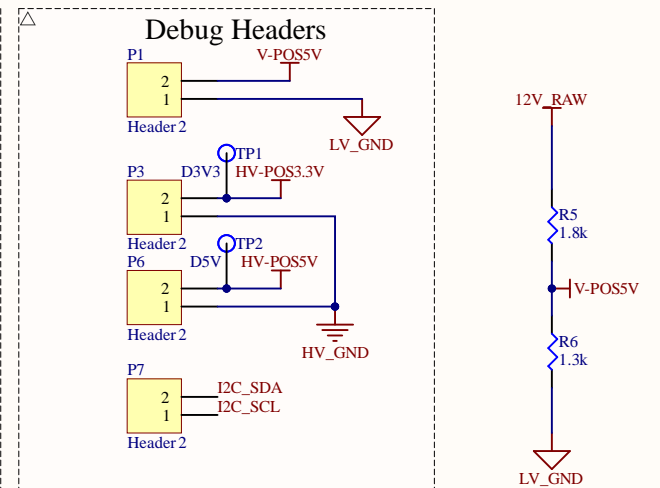 Debug Headers
P1
V-POS5V
2
1
Header 2
LV_GND
TP1
P3
D3V3
HV-POS3.3V
2
1
Header 2
TP2
P6
D5V
HV-POS5V
2
1
Header 2
HV_GND
P7
2
I2C_SDA
1
I2C_SCL
Header 2
12V_RAW
R5
1.8k
V-POS5V
R6
1.3k
LV_GND